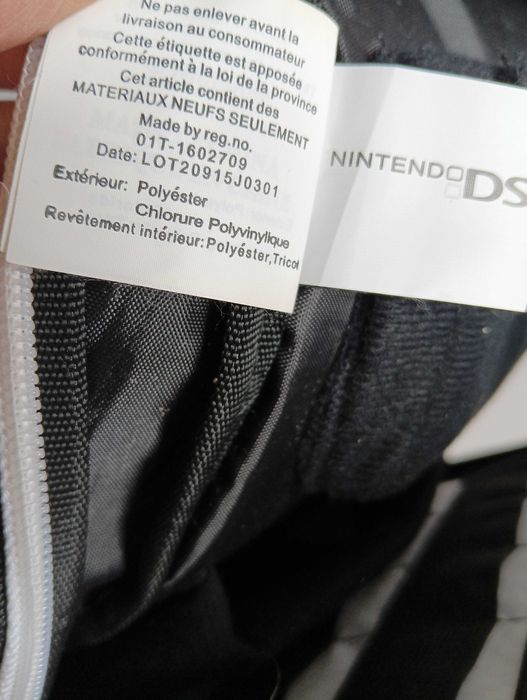 Ne pas enlever avant la
livraison au consommateur
Cette étiquette est apposée
conformément à la loi de la province
Cet article contient des
MATERIAUX NEUFS SEULEMENT
Made by reg.no.
01T-1602709
Date: LOT20915J0301
Extérieur: Polyéster
Chlorure Polyvinylique
Revêtement intérieur: Polyéster, Tricot
NINTENDO DS